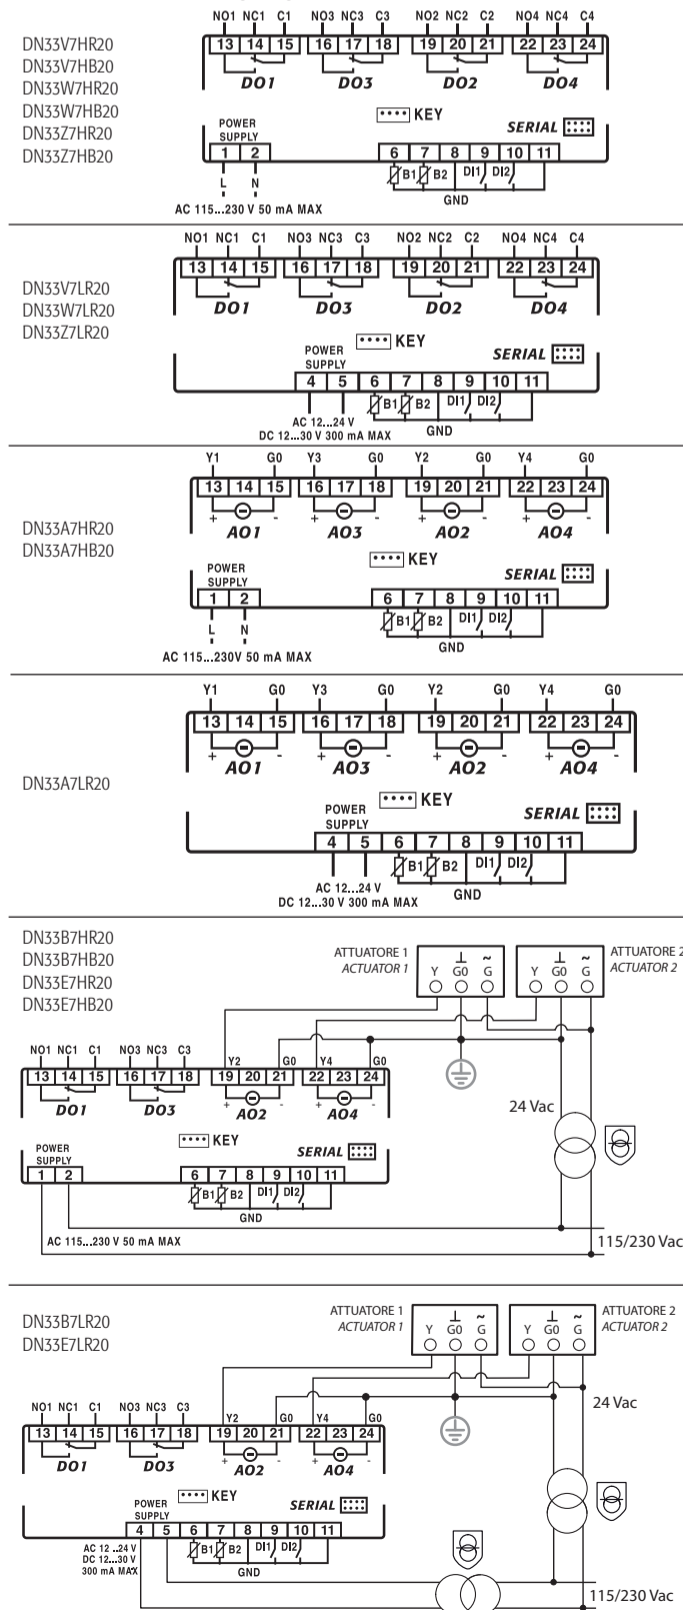 DN33V7HR20
DN33V7HB20
DN33W7HR20
DN33W7HB20
DN33Z7HR20
DN33Z7HB20
NO1 NC1 C1 NO3 NC3 C3 NO2 NC2 C2 NO4 NC4 C4
13 14 15 16 17 18 19 20 21 22 23 24
DO1 DO3 DO2 DO4
KEY
POWER SUPPLY
SERIAL
1 2 6 7 8 9 10 11
L N B1 B2 DI1 DI2
GND
AC 115...230 V 50 mA MAX
DN33V7LR20
DN33W7LR20
DN33Z7LR20
NO1 NC1 C1 NO3 NC3 C3 NO2 NC2 C2 NO4 NC4 C4
13 14 15 16 17 18 19 20 21 22 23 24
DO1 DO3 DO2 DO4
KEY
POWER SUPPLY
SERIAL
4 5 6 7 8 9 10 11
B1 B2 DI1 DI2
AC 12...24 V
GND
DC 12...30 V 300 mA MAX
DN33A7HR20
DN33A7HB20
Y1 G0 Y3 G0 Y2 G0 Y4 G0
13 14 15 16 17 18 19 20 21 22 23 24
+ - + - + - + -
AO1 AO3 AO2 AO4
KEY
POWER SUPPLY
SERIAL
1 2 6 7 8 9 10 11
L N B1 B2 DI1 DI2
GND
AC 115...230V 50 mA MAX
DN33A7LR20
Y1 G0 Y3 G0 Y2 G0 Y4 G0
13 14 15 16 17 18 19 20 21 22 23 24
+ - + - + - + -
AO1 AO3 AO2 AO4
KEY
POWER SUPPLY
SERIAL
4 5 6 7 8 9 10 11
B1 B2 DI1 DI2
AC 12...24 V
GND
DC 12...30 V 300 mA MAX
DN33B7HR20
DN33B7HB20
DN33E7HR20
DN33E7HB20
ATTUATORE 1
ACTUATOR 1
Y G0 G
~
Y G0 G
~
ATTUATORE 2
ACTUATOR 2
NO1 NC1 C1 NO3 NC3 C3 Y2 G0 Y4 G0
13 14 15 16 17 18 19 20 21 22 23 24
+ - + -
DO1 DO3 AO2 AO4
24 Vac
KEY
POWER SUPPLY
SERIAL
1 2 6 7 8 9 10 11
B1 B2 DI1 DI2
GND
AC 115...230 V 50 mA MAX
115/230 Vac
DN33B7LR20
DN33E7LR20
ATTUATORE 1
ACTUATOR 1
Y G0 G
~
Y G0 G
~
ATTUATORE 2
ACTUATOR 2
24 Vac
NO1 NC1 C1 NO3 NC3 C3 Y2 G0 Y4 G0
13 14 15 16 17 18 19 20 21 22 23 24
+ - + -
DO1 DO3 AO2 AO4
KEY
POWER SUPPLY
SERIAL
4 5 6 7 8 9 10 11
B1 B2 DI1 DI2
AC 12 ..24 V
DC 12...30 V
300 mA MAX
GND
115/230 Vac